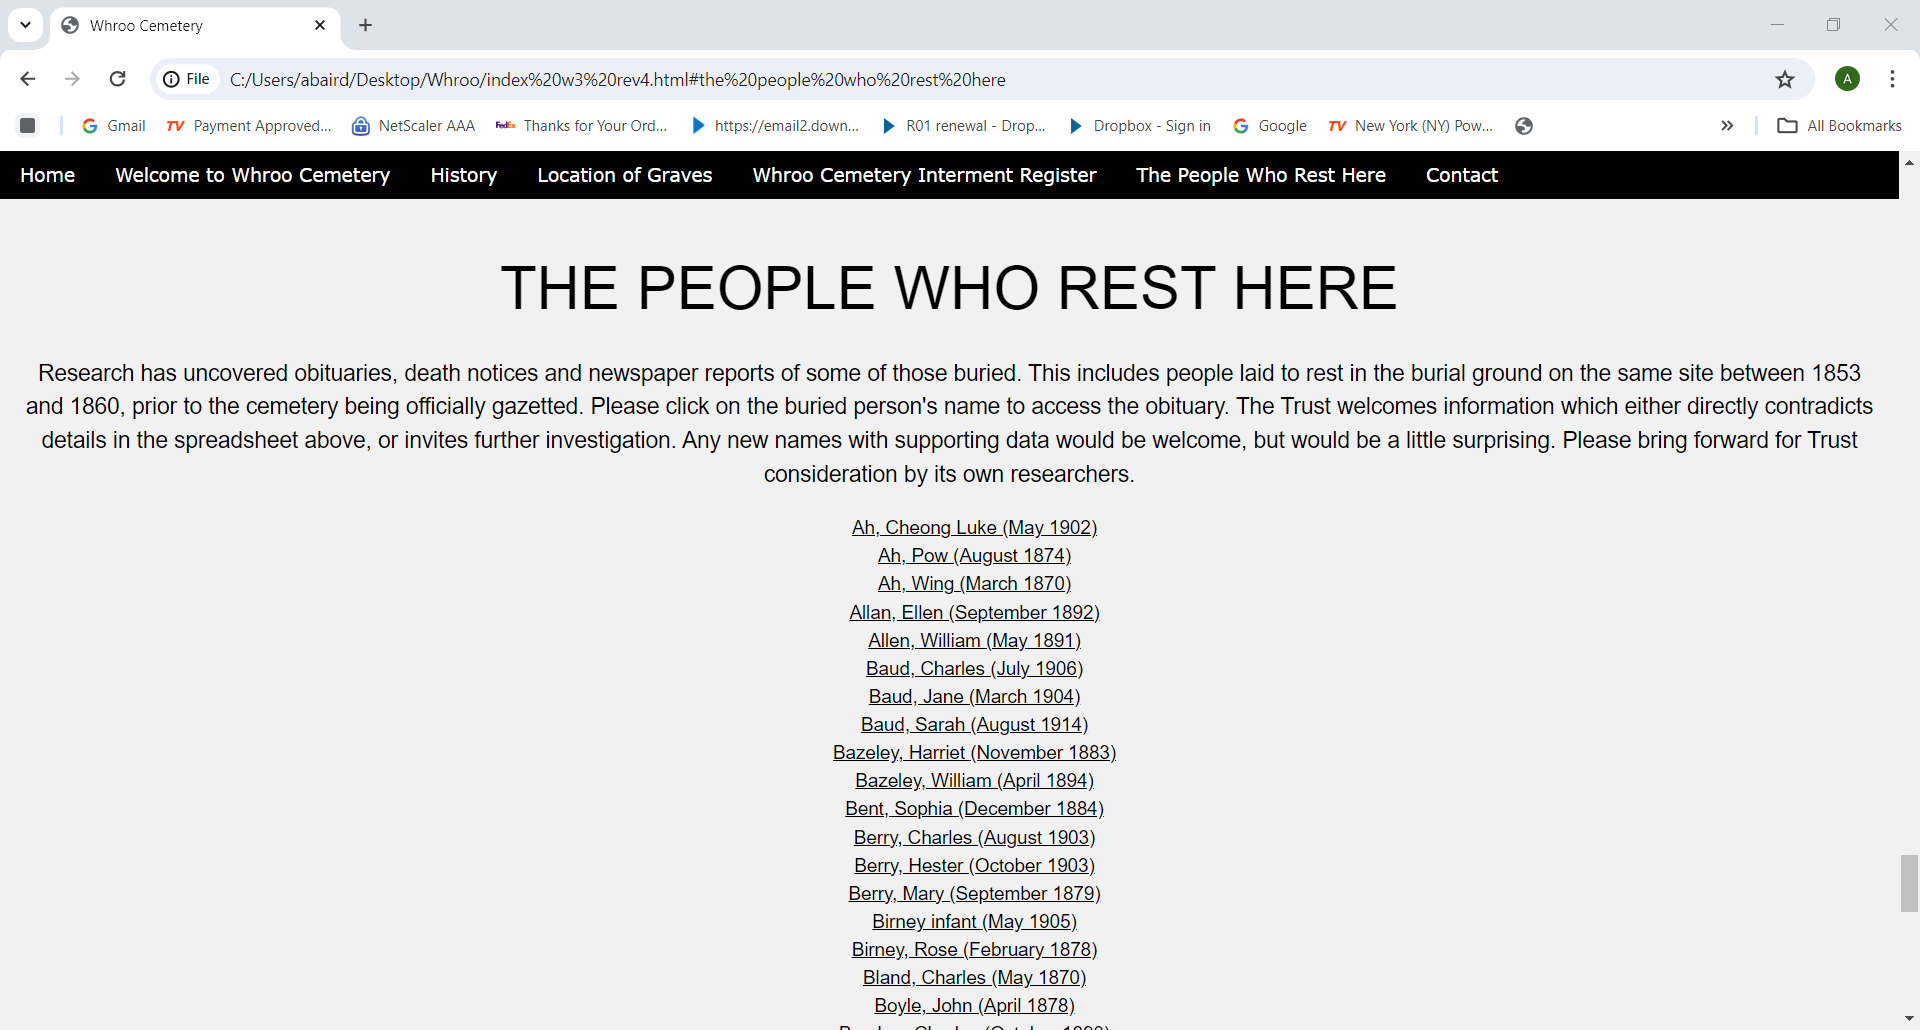 Whroo Cemetery
File
C:/Users/abaird/Desktop/Whroo/index%20w3%20rev4.html#the%20people%20who%20rest%20here
A
Gmail
TV Payment Approved...
NetScaler AAA
FedEx Thanks for Your Ord...
https://email2.down...
R01 renewal - Drop...
Dropbox - Sign in
Google
TV New York (NY) Pow...
All Bookmarks
Home
Welcome to Whroo Cemetery
History
Location of Graves
Whroo Cemetery Interment Register
The People Who Rest Here
Contact
THE PEOPLE WHO REST HERE
Research has uncovered obituaries, death notices and newspaper reports of some of those buried. This includes people laid to rest in the burial ground on the same site between 1853
and 1860, prior to the cemetery being officially gazetted. Please click on the buried person's name to access the obituary. The Trust welcomes information which either directly contradicts
details in the spreadsheet above, or invites further investigation. Any new names with supporting data would be welcome, but would be a little surprising. Please bring forward for Trust
consideration by its own researchers.
Ah, Cheong Luke (May 1902)
Ah, Pow (August 1874)
Ah, Wing (March 1870)
Allan, Ellen (September 1892)
Allen, William (May 1891)
Baud, Charles (July 1906)
Baud, Jane (March 1904)
Baud, Sarah (August 1914)
Bazeley, Harriet (November 1883)
Bazeley, William (April 1894)
Bent, Sophia (December 1884)
Berry, Charles (August 1903)
Berry, Hester (October 1903)
Berry, Mary (September 1879)
Birney infant (May 1905)
Birney, Rose (February 1878)
Bland, Charles (May 1870)
Boyle, John (April 1878)